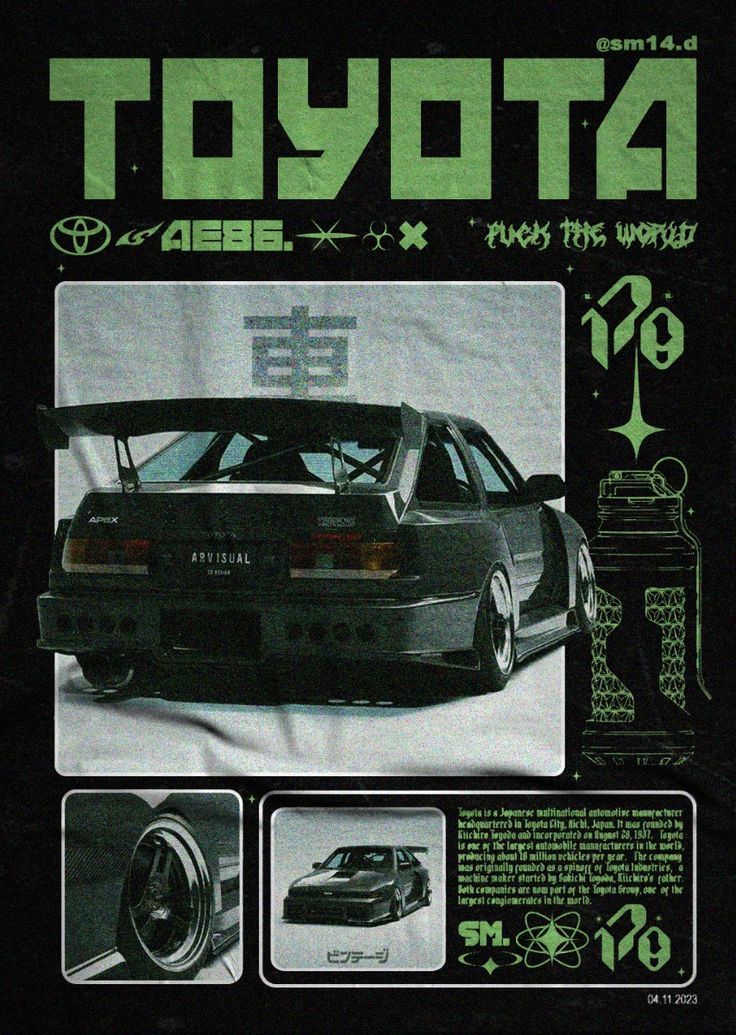 @sm14.d
TOYOTA
AE86.
FUCK THE WORLD
車
APEX
TOYOTA
ARVISUAL
3D DESIGN
Toyota is a Japanese multinational automotive manufacturer
headquartered in Toyota City, Aichi, Japan. It was founded by
Kiichiro Toyoda and incorporated on August 28, 1937. Toyota
is one of the largest automobile manufacturers in the world,
producing about 10 million vehicles per year. The company
was originally founded as a spinoff of Toyota Industries, a
machine maker started by Sakichi Toyoda, Kiichiro's father.
Both companies are now part of the Toyota Group, one of the
largest conglomerates in the world.
SM.
ビンテージ
04.11.2023